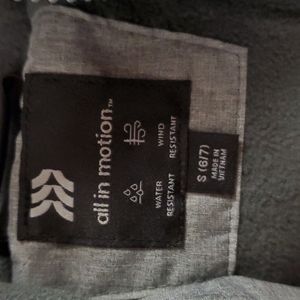 all in motion™
WIND
RESISTANT
WATER
RESISTANT
S (6/7)
MADE IN
VIETNAM